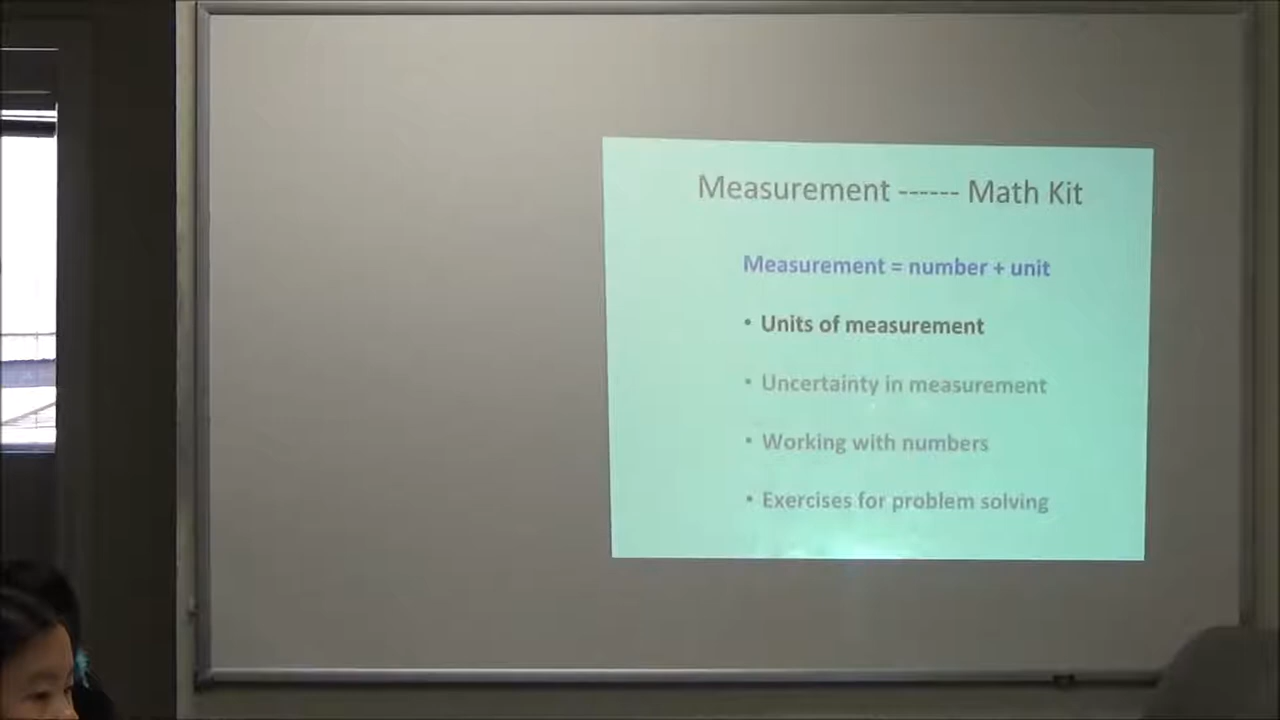 Measurement ------ Math Kit
Measurement = number + unit
• Units of measurement
• Uncertainty in measurement
• Working with numbers
• Exercises for problem solving